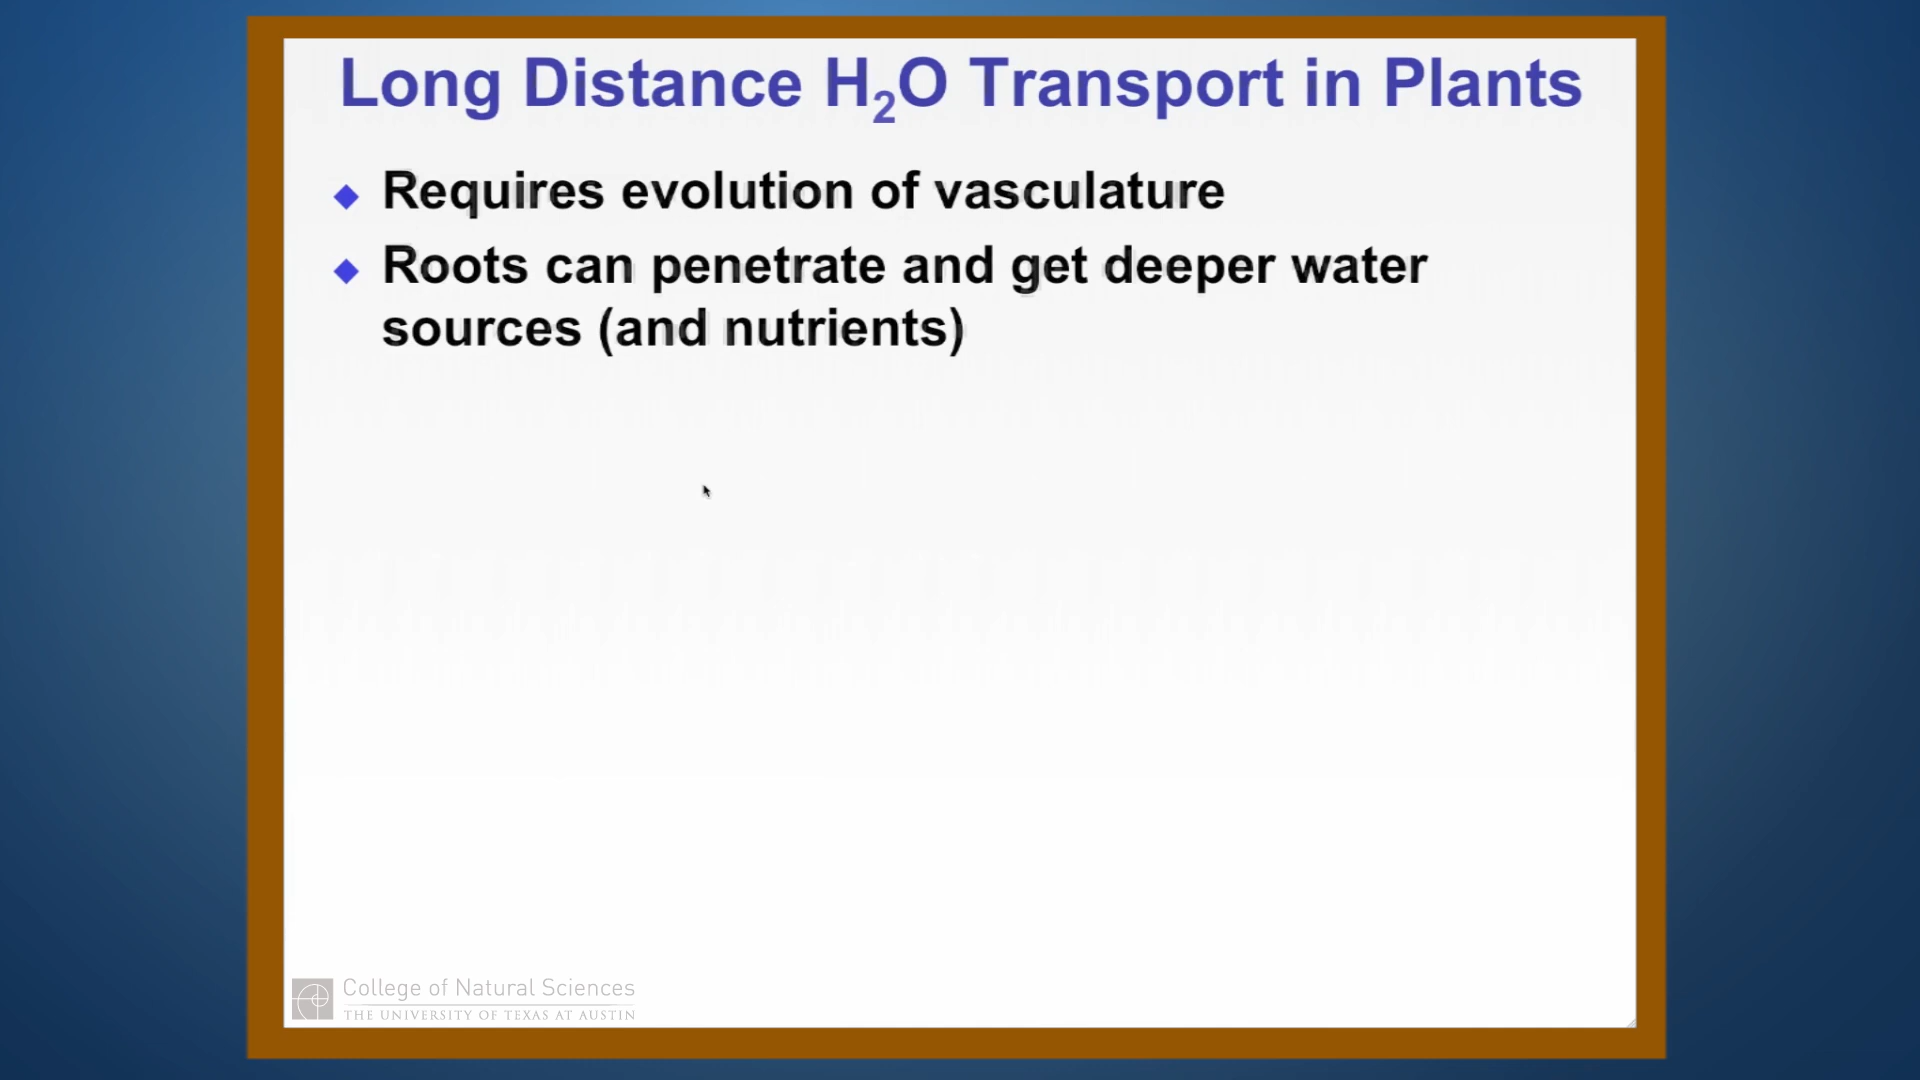 Long Distance H₂O Transport in Plants
◆ Requires evolution of vasculature
◆ Roots can penetrate and get deeper water
sources (and nutrients)
College of Natural Sciences
THE UNIVERSITY OF TEXAS AT AUSTIN